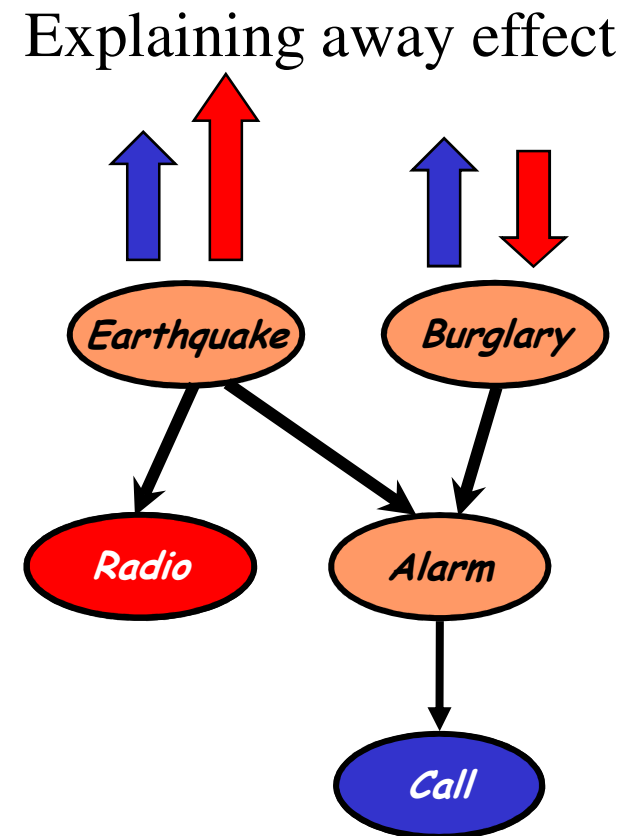 Explaining away effect
Earthquake
Burglary
Radio
Alarm
Call